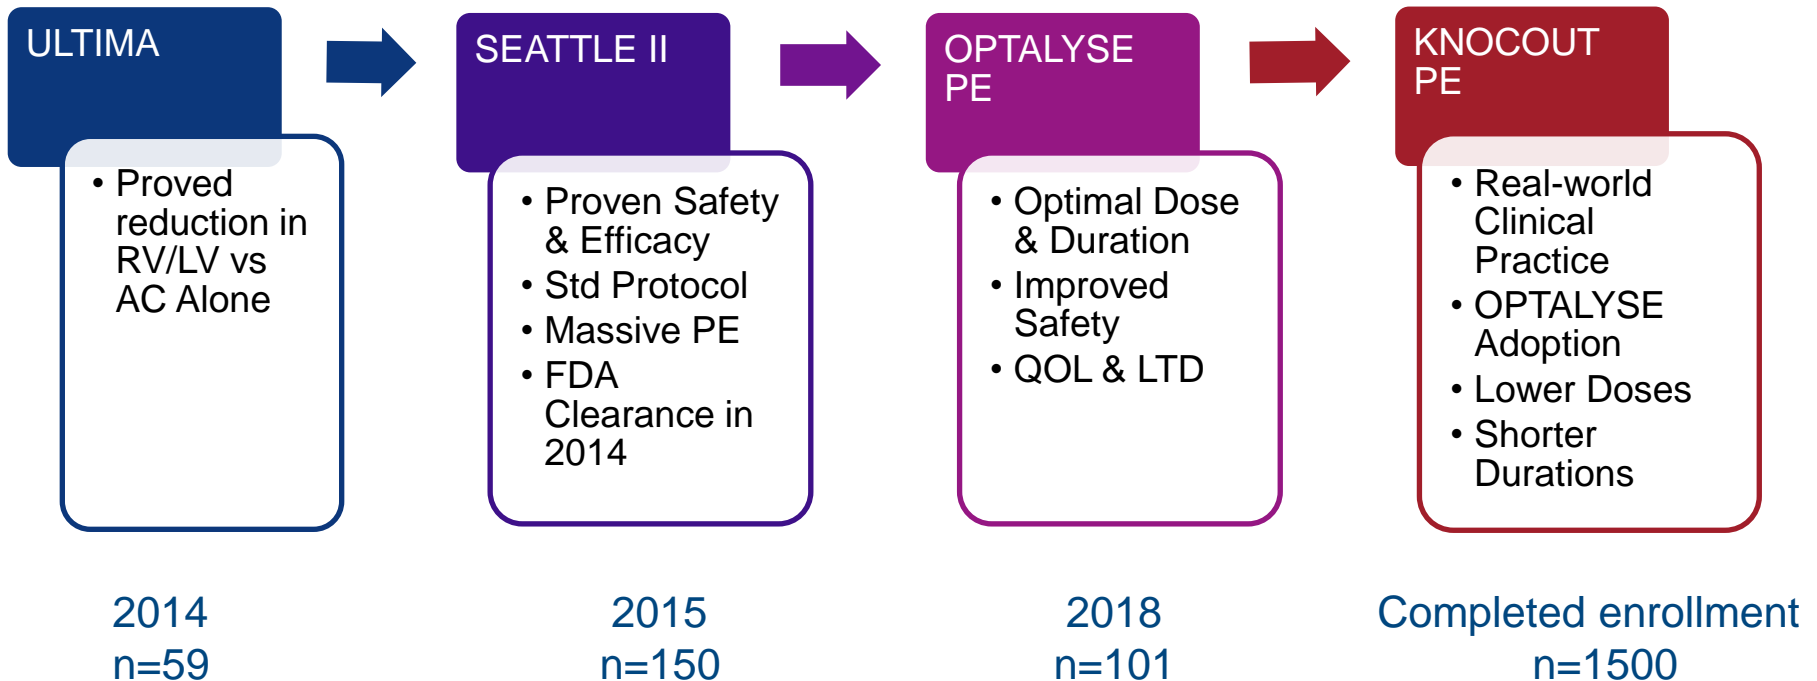 ULTIMA
• Proved
reduction in
RV/LV vs
AC Alone
2014
n=59
SEATTLE II
• Proven Safety
& Efficacy
• Std Protocol
• Massive PE
• FDA
Clearance in
2014
2015
n=150
OPTALYSE
PE
• Optimal Dose
& Duration
• Improved
Safety
• QOL & LTD
2018
n=101
KNOCOUT
PE
• Real-world
Clinical
Practice
• OPTALYSE
Adoption
• Lower Doses
• Shorter
Durations
Completed enrollment
n=1500